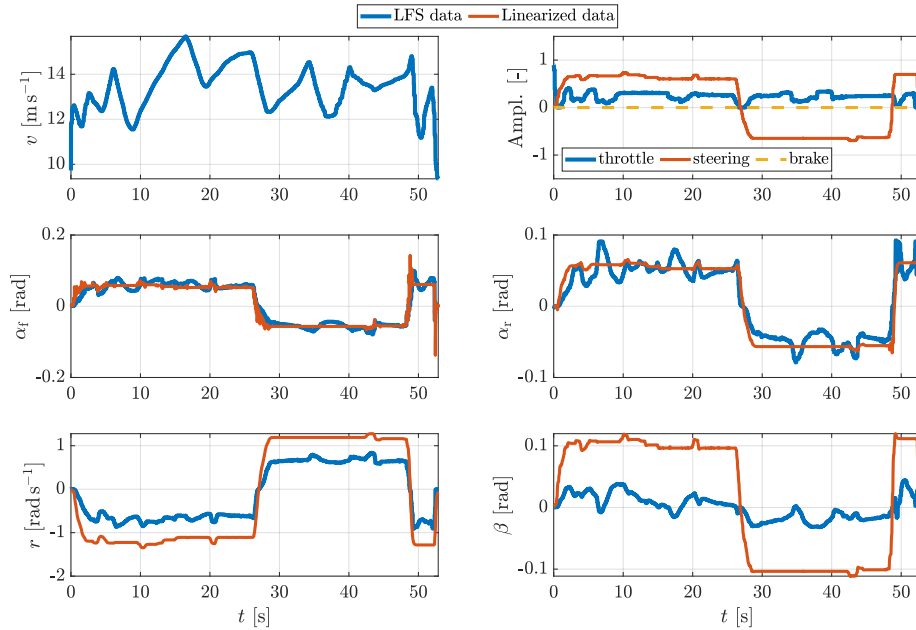 LFS data Linearized data
v [m s⁻¹]
14
12
10
0 10 20 30 40 50
Ampl. [-]
1
0
-1
throttle steering brake
0 10 20 30 40 50
α_f [rad]
0.2
0
-0.2
0 10 20 30 40 50
α_r [rad]
0.1
0
-0.1
0 10 20 30 40 50
r [rad s⁻¹]
1
0
-1
-2
0 10 20 30 40 50
t [s]
β [rad]
0.1
0
-0.1
0 10 20 30 40 50
t [s]